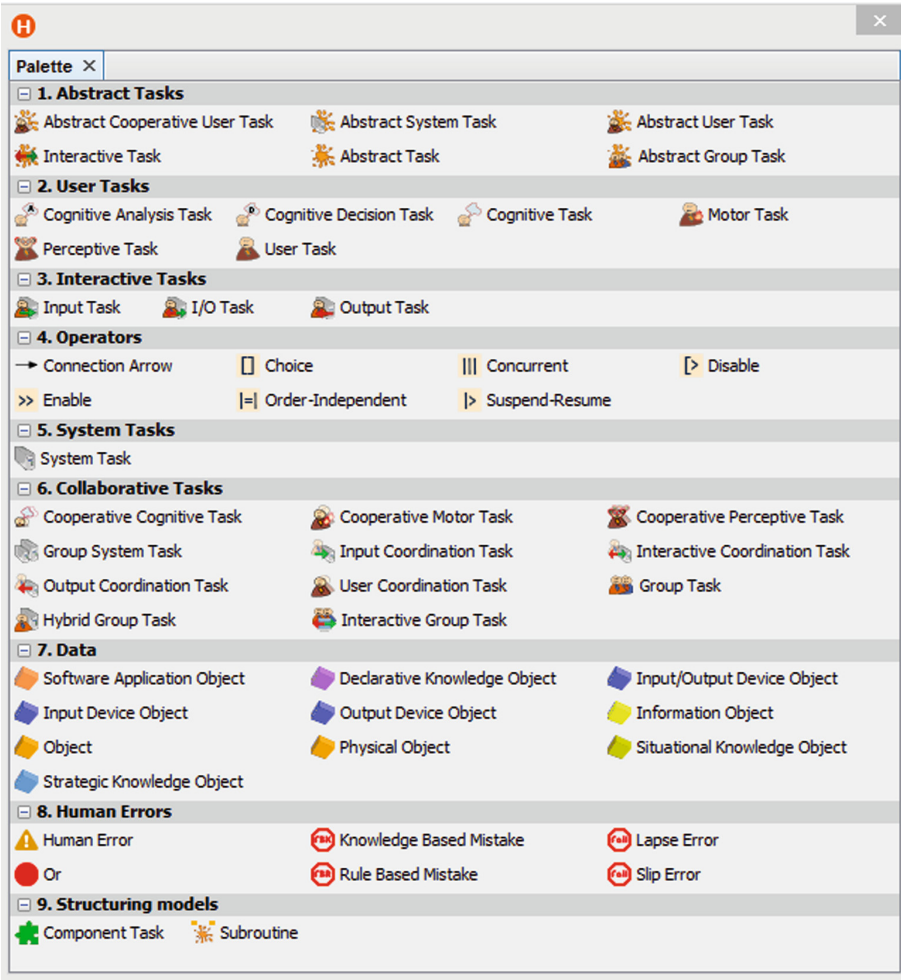 H
Palette
1. Abstract Tasks
Abstract Cooperative User Task Abstract System Task Abstract User Task
Interactive Task Abstract Task Abstract Group Task
2. User Tasks
Cognitive Analysis Task Cognitive Decision Task Cognitive Task Motor Task
Perceptive Task User Task
3. Interactive Tasks
Input Task I/O Task Output Task
4. Operators
Connection Arrow [] Choice ||| Concurrent [> Disable
>> Enable |=| Order-Independent |> Suspend-Resume
5. System Tasks
System Task
6. Collaborative Tasks
Cooperative Cognitive Task Cooperative Motor Task Cooperative Perceptive Task
Group System Task Input Coordination Task Interactive Coordination Task
Output Coordination Task User Coordination Task Group Task
Hybrid Group Task Interactive Group Task
7. Data
Software Application Object Declarative Knowledge Object Input/Output Device Object
Input Device Object Output Device Object Information Object
Object Physical Object Situational Knowledge Object
Strategic Knowledge Object
8. Human Errors
Human Error Knowledge Based Mistake Lapse Error
Or Rule Based Mistake Slip Error
9. Structuring models
Component Task Subroutine